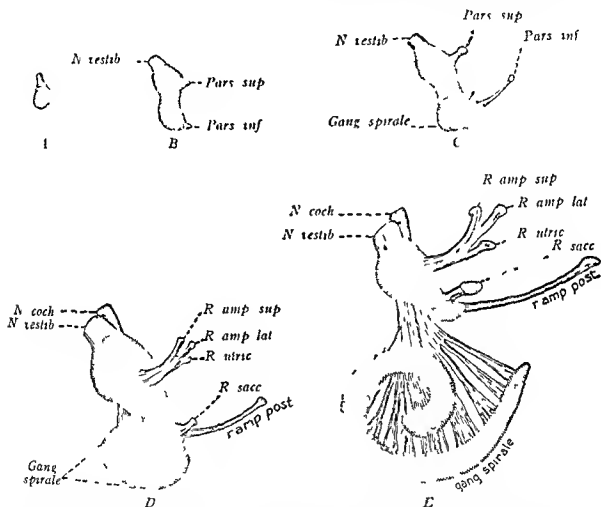 N vestib
Pars sup
Pars inf
B
N vestib
Pars sup
Pars inf
Gang spirale
C
N coch
N vestib
R amp sup
R amp lat
R utric
R sacc
ramp post
Gang
spirale
D
N coch
N vestib
R amp sup
R amp lat
R utric
R sacc
ramp post
gang spirale
E